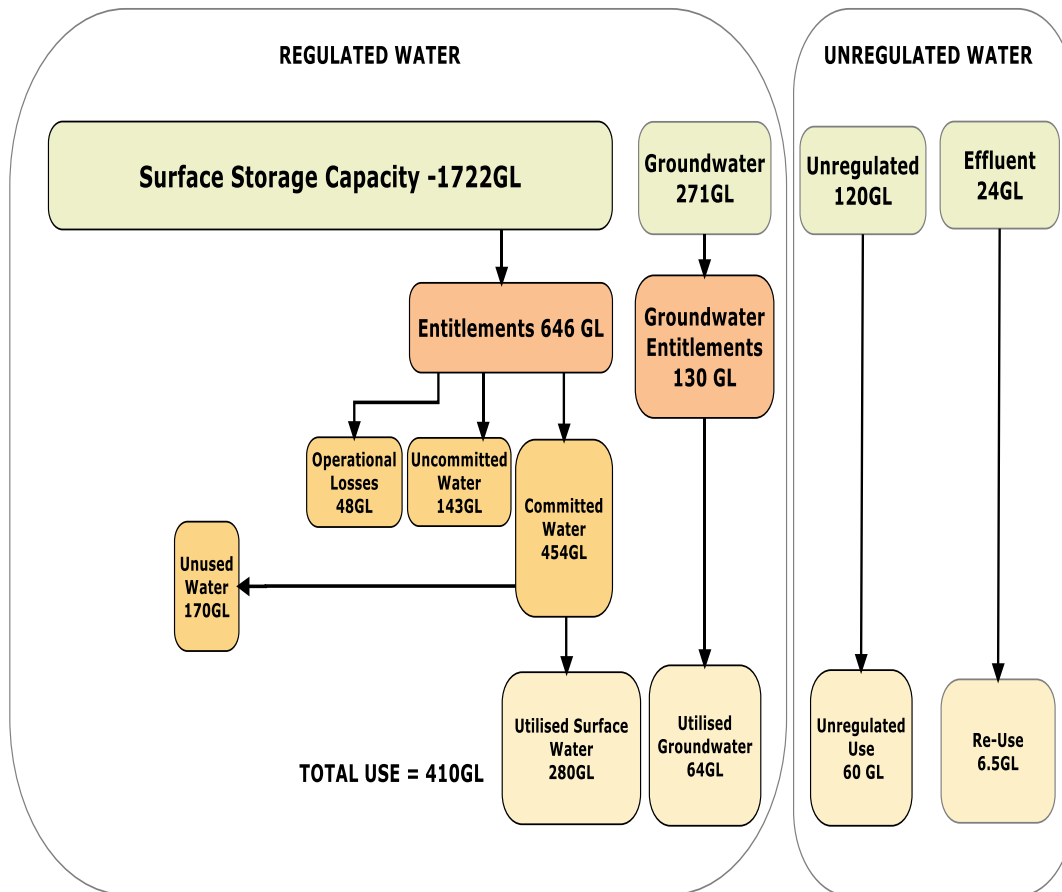 REGULATED WATER
UNREGULATED WATER
Surface Storage Capacity -1722GL
Groundwater
271GL
Unregulated
120GL
Effluent
24GL
Entitlements 646 GL
Groundwater
Entitlements
130 GL
Operational
Losses
48GL
Uncommitted
Water
143GL
Committed
Water
454GL
Unused
Water
170GL
Utilised Surface
Water
280GL
Utilised
Groundwater
64GL
Unregulated
Use
60 GL
Re-Use
6.5GL
TOTAL USE = 410GL